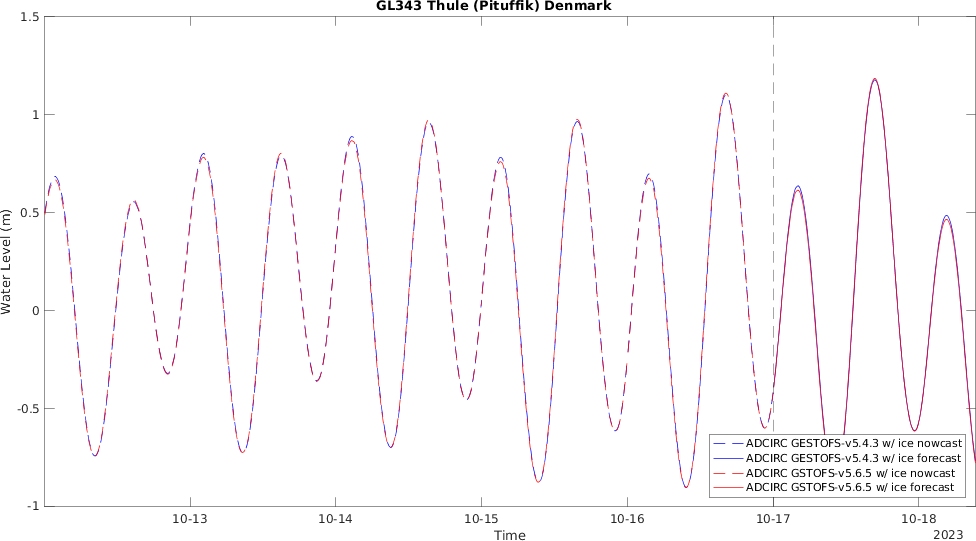 GL343 Thule (Pituffik) Denmark
1.5
1
0.5
0
-0.5
-1
Water Level (m)
10-13
10-14
10-15
10-16
10-17
10-18
Time
2023
ADCIRC GESTOFS-v5.4.3 w/ ice nowcast
ADCIRC GESTOFS-v5.4.3 w/ ice forecast
ADCIRC GSTOFS-v5.6.5 w/ ice nowcast
ADCIRC GSTOFS-v5.6.5 w/ ice forecast